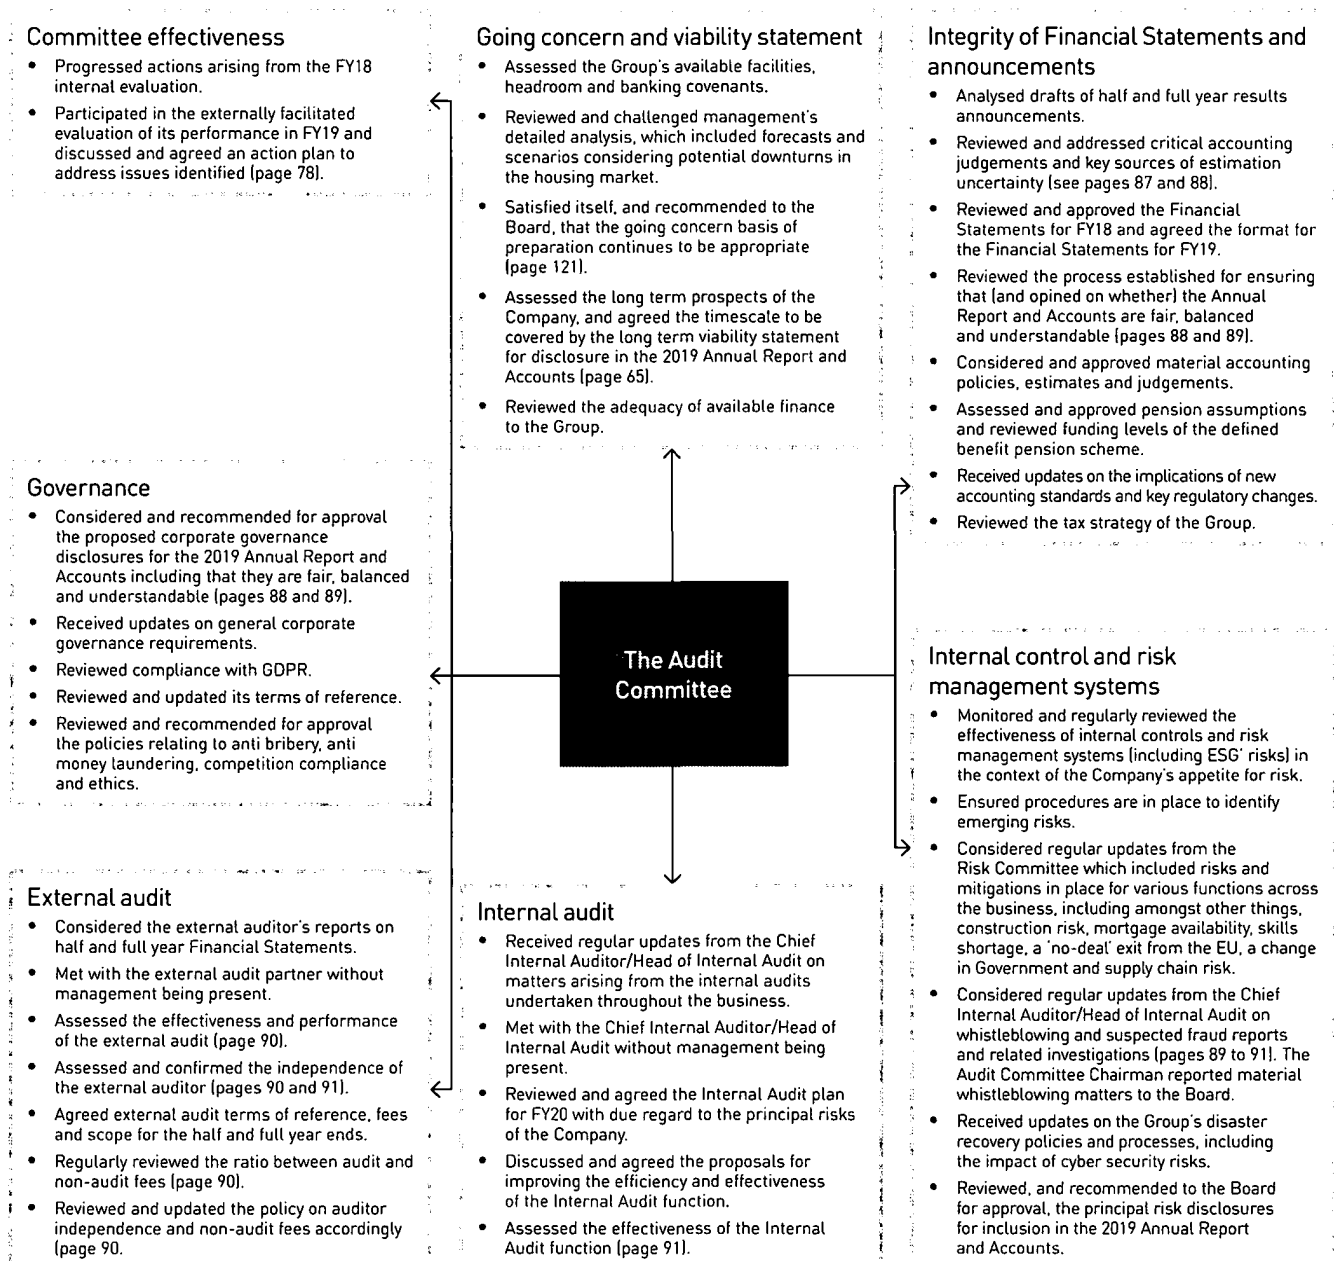 Committee effectiveness
• Progressed actions arising from the FY18
internal evaluation.
• Participated in the externally facilitated
evaluation of its performance in FY19 and
discussed and agreed an action plan to
address issues identified (page 78).
Going concern and viability statement
• Assessed the Group's available facilities,
headroom and banking covenants.
• Reviewed and challenged management's
detailed analysis, which included forecasts and
scenarios considering potential downturns in
the housing market.
• Satisfied itself, and recommended to the
Board, that the going concern basis of
preparation continues to be appropriate
(page 121).
• Assessed the long term prospects of the
Company, and agreed the timescale to be
covered by the long term viability statement
for disclosure in the 2019 Annual Report and
Accounts (page 65).
• Reviewed the adequacy of available finance
to the Group.
Integrity of Financial Statements and
announcements
• Analysed drafts of half and full year results
announcements.
• Reviewed and addressed critical accounting
judgements and key sources of estimation
uncertainty (see pages 87 and 88).
• Reviewed and approved the Financial
Statements for FY18 and agreed the format for
the Financial Statements for FY19.
• Reviewed the process established for ensuring
that (and opined on whether) the Annual
Report and Accounts are fair, balanced
and understandable (pages 88 and 89).
• Considered and approved material accounting
policies, estimates and judgements.
• Assessed and approved pension assumptions
and reviewed funding levels of the defined
benefit pension scheme.
• Received updates on the implications of new
accounting standards and key regulatory changes.
• Reviewed the tax strategy of the Group.
Governance
• Considered and recommended for approval
the proposed corporate governance
disclosures for the 2019 Annual Report and
Accounts including that they are fair, balanced
and understandable (pages 88 and 89).
• Received updates on general corporate
governance requirements.
• Reviewed compliance with GDPR.
• Reviewed and updated its terms of reference.
• Reviewed and recommended for approval
the policies relating to anti bribery, anti
money laundering, competition compliance
and ethics.
The Audit
Committee
Internal control and risk
management systems
• Monitored and regularly reviewed the
effectiveness of internal controls and risk
management systems (including ESG' risks) in
the context of the Company's appetite for risk.
• Ensured procedures are in place to identify
emerging risks.
• Considered regular updates from the
Risk Committee which included risks and
mitigations in place for various functions across
the business, including amongst other things,
construction risk, mortgage availability, skills
shortage, a 'no-deal' exit from the EU, a change
in Government and supply chain risk.
• Considered regular updates from the Chief
Internal Auditor/Head of Internal Audit on
whistleblowing and suspected fraud reports
and related investigations (pages 89 to 91). The
Audit Committee Chairman reported material
whistleblowing matters to the Board.
• Received updates on the Group's disaster
recovery policies and processes, including
the impact of cyber security risks.
• Reviewed, and recommended to the Board
for approval, the principal risk disclosures
for inclusion in the 2019 Annual Report
and Accounts.
External audit
• Considered the external auditor's reports on
half and full year Financial Statements.
• Met with the external audit partner without
management being present.
• Assessed the effectiveness and performance
of the external audit (page 90).
• Assessed and confirmed the independence of
the external auditor (pages 90 and 91).
• Agreed external audit terms of reference, fees
and scope for the half and full year ends.
• Regularly reviewed the ratio between audit and
non-audit fees (page 90).
• Reviewed and updated the policy on auditor
independence and non-audit fees accordingly
(page 90.
Internal audit
• Received regular updates from the Chief
Internal Auditor/Head of Internal Audit on
matters arising from the internal audits
undertaken throughout the business.
• Met with the Chief Internal Auditor/Head of
Internal Audit without management being
present.
• Reviewed and agreed the Internal Audit plan
for FY20 with due regard to the principal risks
of the Company.
• Discussed and agreed the proposals for
improving the efficiency and effectiveness
of the Internal Audit function.
• Assessed the effectiveness of the Internal
Audit function (page 91).